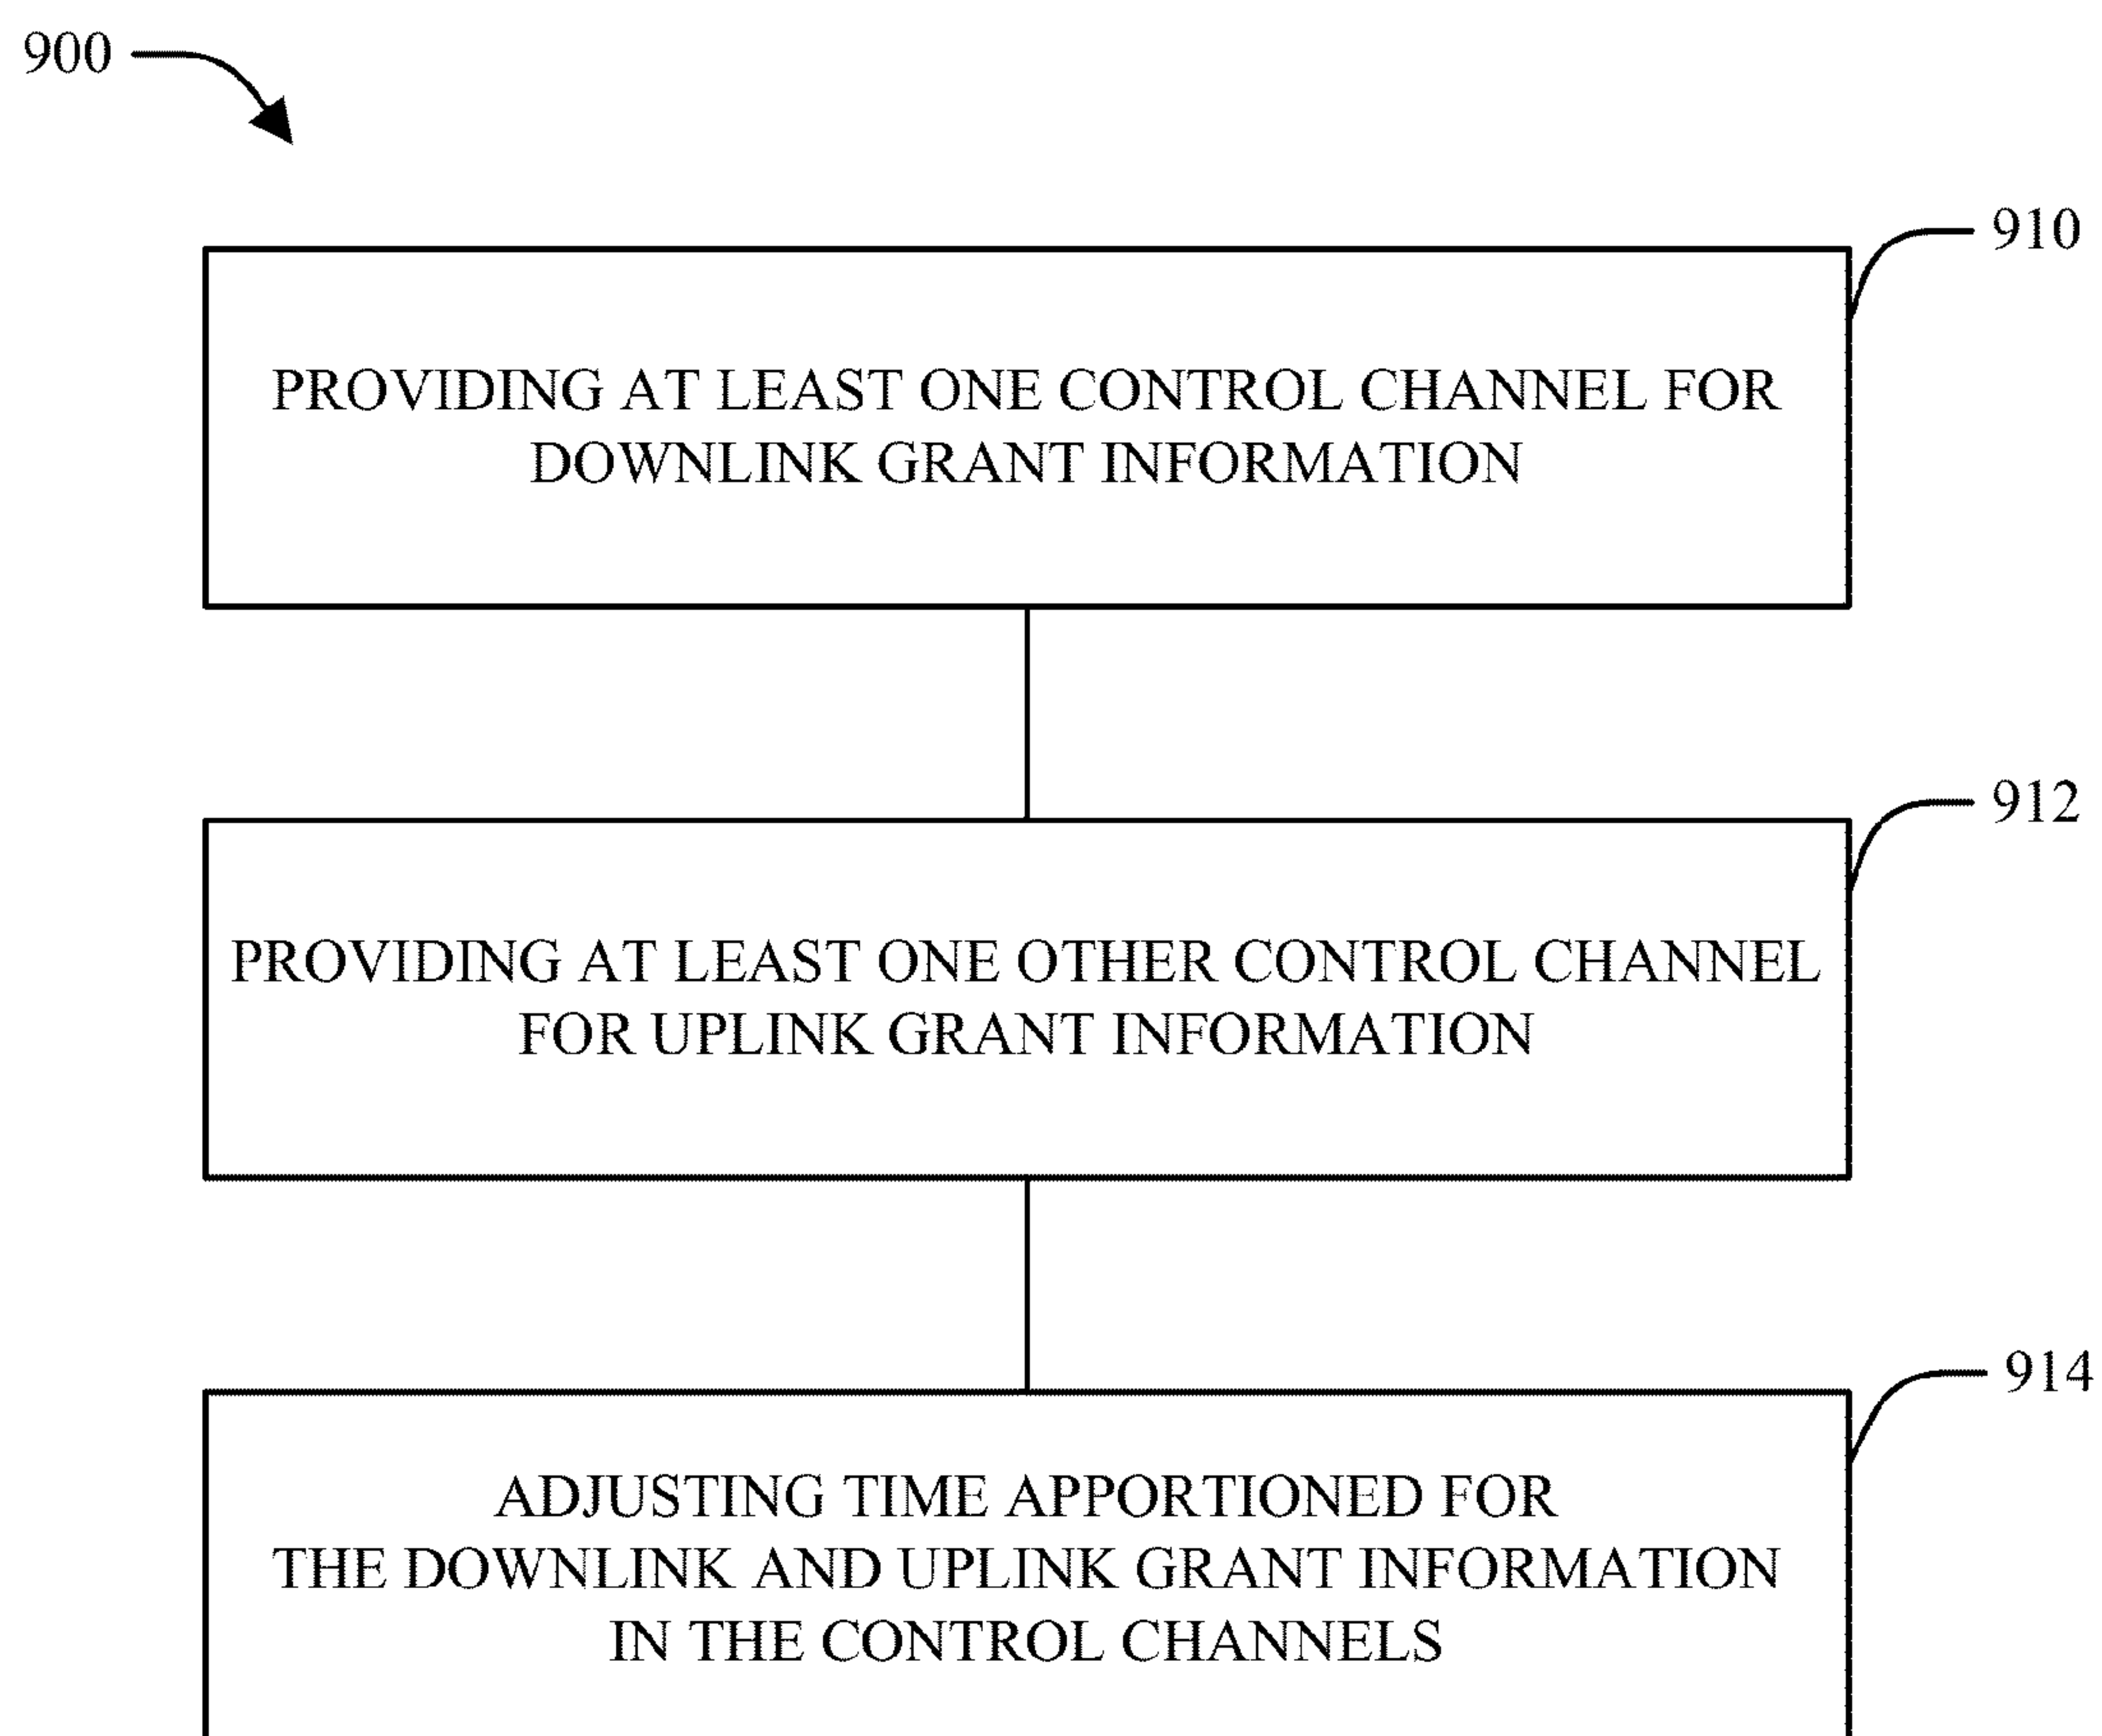 900
910
PROVIDING AT LEAST ONE CONTROL CHANNEL FOR
DOWNLINK GRANT INFORMATION
912
PROVIDING AT LEAST ONE OTHER CONTROL CHANNEL
FOR UPLINK GRANT INFORMATION
914
ADJUSTING TIME APPORTIONED FOR
THE DOWNLINK AND UPLINK GRANT INFORMATION
IN THE CONTROL CHANNELS